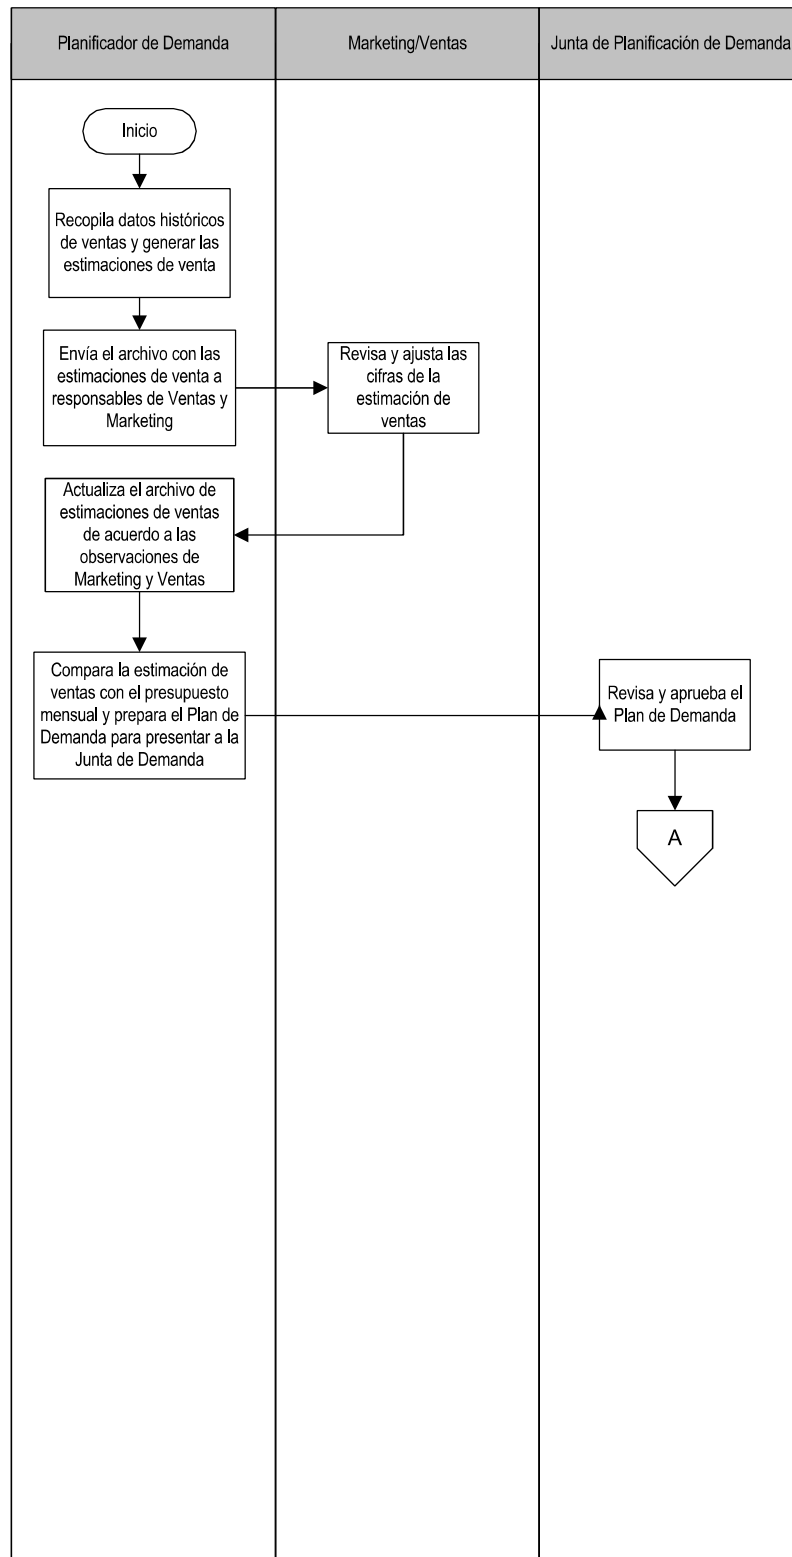 Planificador de Demanda
Marketing/Ventas
Junta de Planificación de Demanda
Inicio
Recopila datos históricos
de ventas y generar las
estimaciones de venta
Envía el archivo con las
estimaciones de venta a
responsables de Ventas y
Marketing
Revisa y ajusta las
cifras de la
estimación de
ventas
Actualiza el archivo de
estimaciones de ventas
de acuerdo a las
observaciones de
Marketing y Ventas
Compara la estimación de
ventas con el presupuesto
mensual y prepara el Plan de
Demanda para presentar a la
Junta de Demanda
Revisa y aprueba el
Plan de Demanda
A